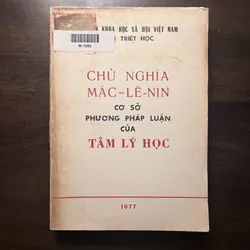 KHOA HỌC XÃ HỘI VIỆT NAM
TRIẾT HỌC
CHỦ NGHĨA
MÁC-LÊ-NIN
CƠ SỞ
PHƯƠNG PHÁP LUẬN
CỦA
TÂM LÝ HỌC
1977